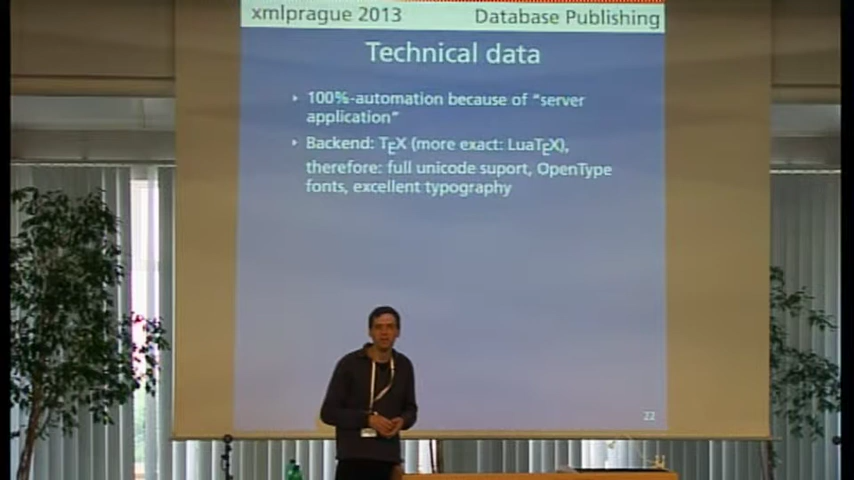 xmlprague 2013 Database Publishing
Technical data
100%-automation because of “server
application”
Backend: TEX (more exact: LuaTEX),
therefore: full unicode suport, OpenType
fonts, excellent typography
22